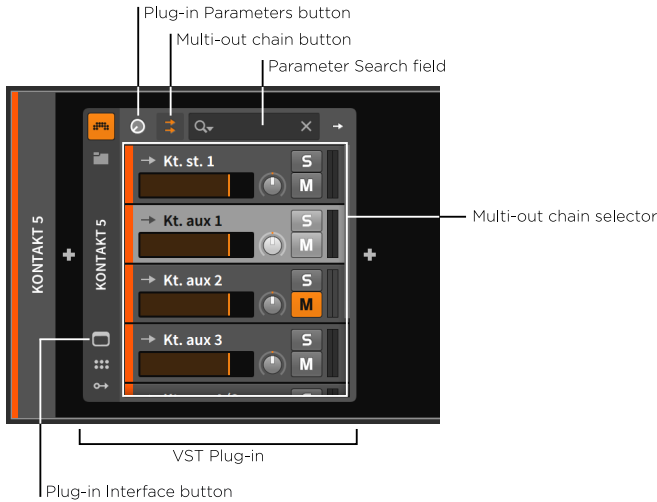 Plug-in Parameters button
Multi-out chain button
Parameter Search field
Kt. st. 1
S
M
Kt. aux 1
S
M
Multi-out chain selector
KONTAKT 5
KONTAKT 5
Kt. aux 2
S
M
Kt. aux 3
S
M
VST Plug-in
Plug-in Interface button